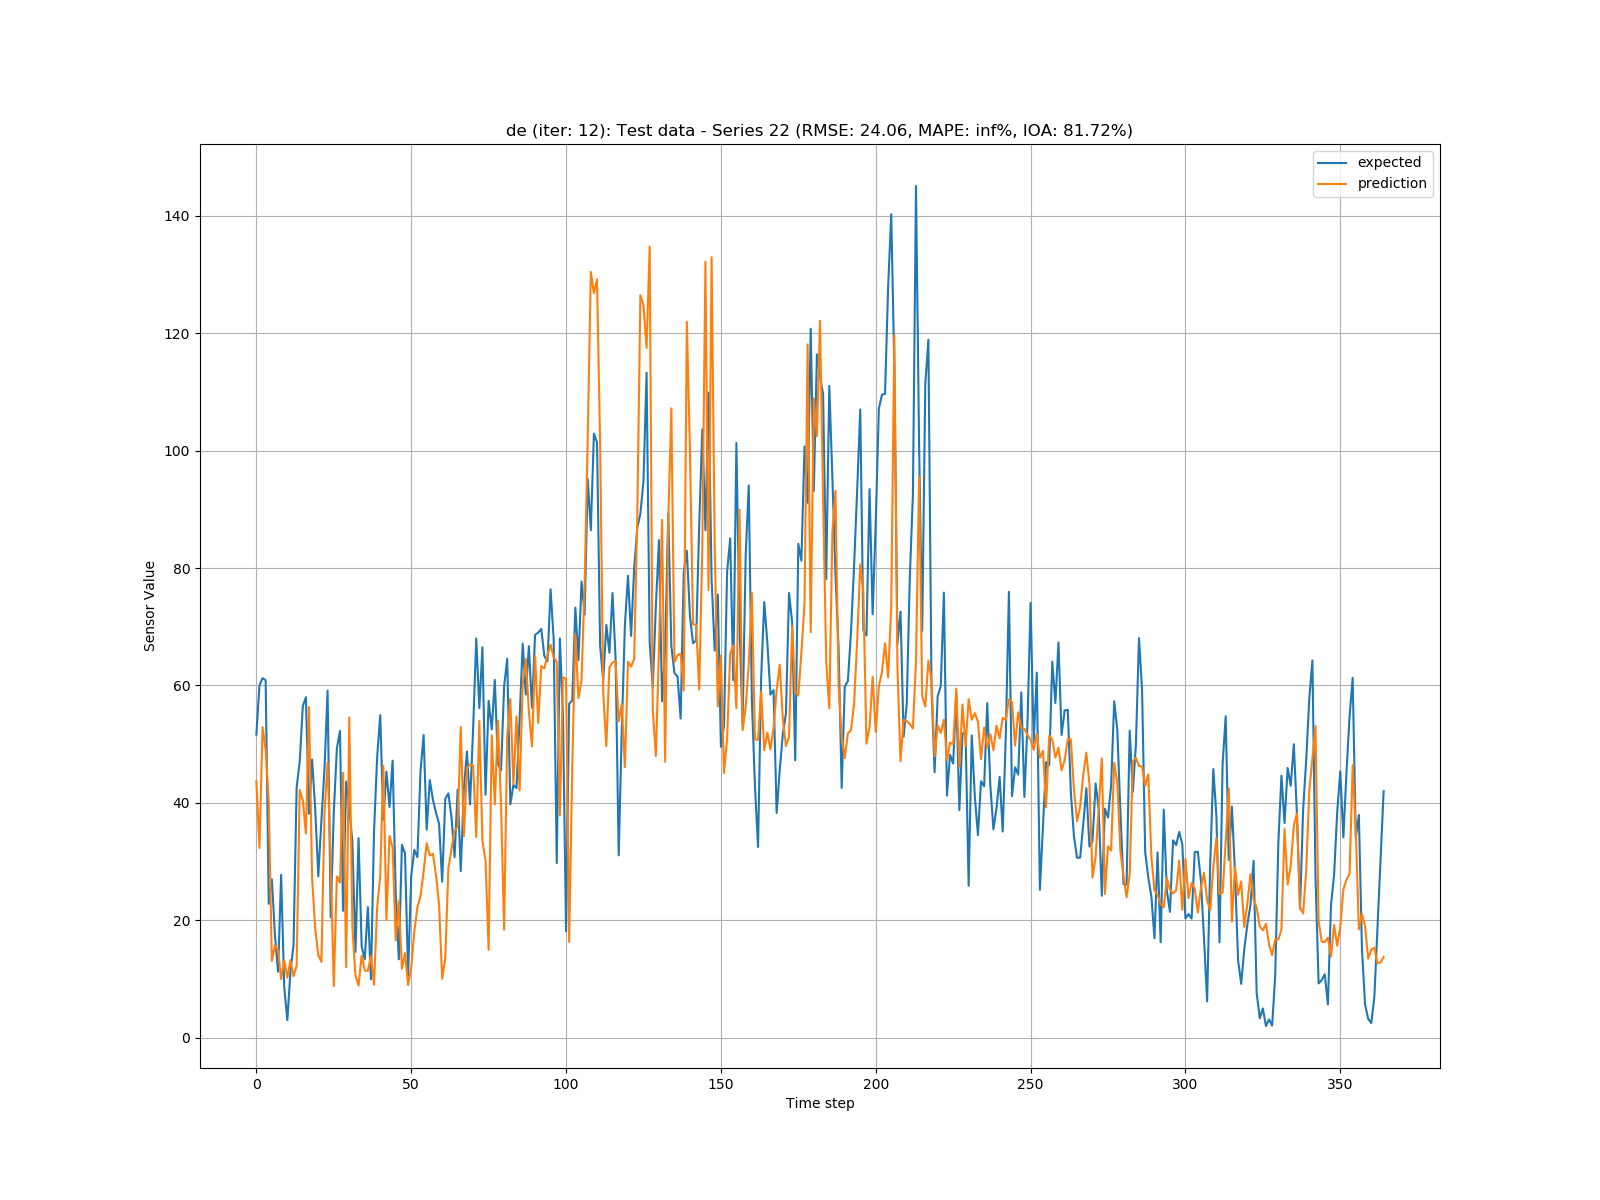 de (iter: 12): Test data - Series 22 (RMSE: 24.06, MAPE: inf%, IOA: 81.72%)
expected
prediction
140
120
100
80
60
40
20
0
Sensor Value
0 50 100 150 200 250 300 350
Time step